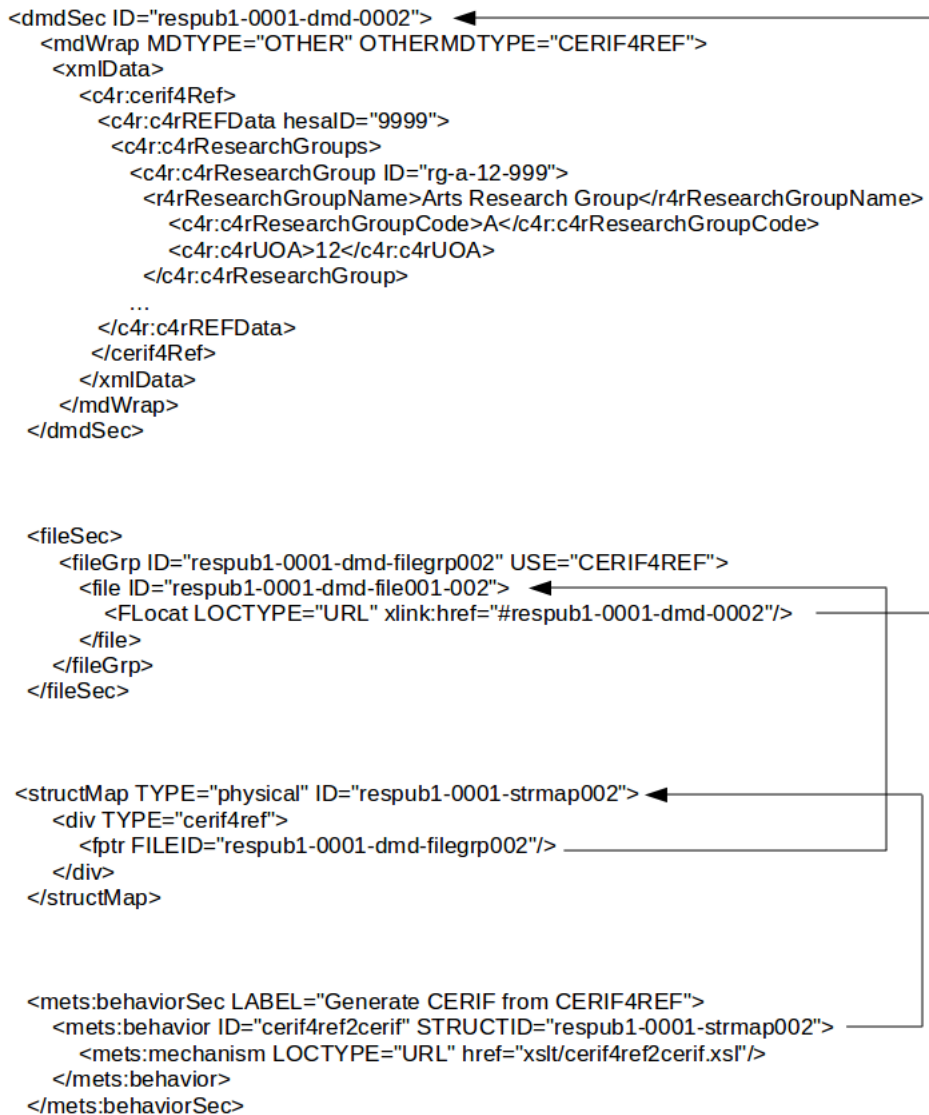 <dmdSec ID="respub1-0001-dmd-0002">
<mdWrap MDTYPE="OTHER" OTHERMDTYPE="CERIF4REF">
<xmlData>
<c4r:cerif4Ref>
<c4r:c4rREFData hesaID="9999">
<c4r:c4rResearchGroups>
<c4r:c4rResearchGroup ID="rg-a-12-999">
<r4rResearchGroupName>Arts Research Group</r4rResearchGroupName>
<c4r:c4rResearchGroupCode>A</c4r:c4rResearchGroupCode>
<c4r:c4rUOA>12</c4r:c4rUOA>
</c4r:c4rResearchGroup>
...
</c4r:c4rREFData>
</cerif4Ref>
</xmlData>
</mdWrap>
</dmdSec>
<fileSec>
<fileGrp ID="respub1-0001-dmd-filegrp002" USE="CERIF4REF">
<file ID="respub1-0001-dmd-file001-002">
<FLocat LOCTYPE="URL" xlink:href="#respub1-0001-dmd-0002"/>
</file>
</fileGrp>
</fileSec>
<structMap TYPE="physical" ID="respub1-0001-strmap002">
<div TYPE="cerif4ref">
<fptr FILEID="respub1-0001-dmd-filegrp002"/>
</div>
</structMap>
<mets:behaviorSec LABEL="Generate CERIF from CERIF4REF">
<mets:behavior ID="cerif4ref2cerif" STRUCTID="respub1-0001-strmap002">
<mets:mechanism LOCTYPE="URL" href="xslt/cerif4ref2cerif.xsl"/>
</mets:behavior>
</mets:behaviorSec>